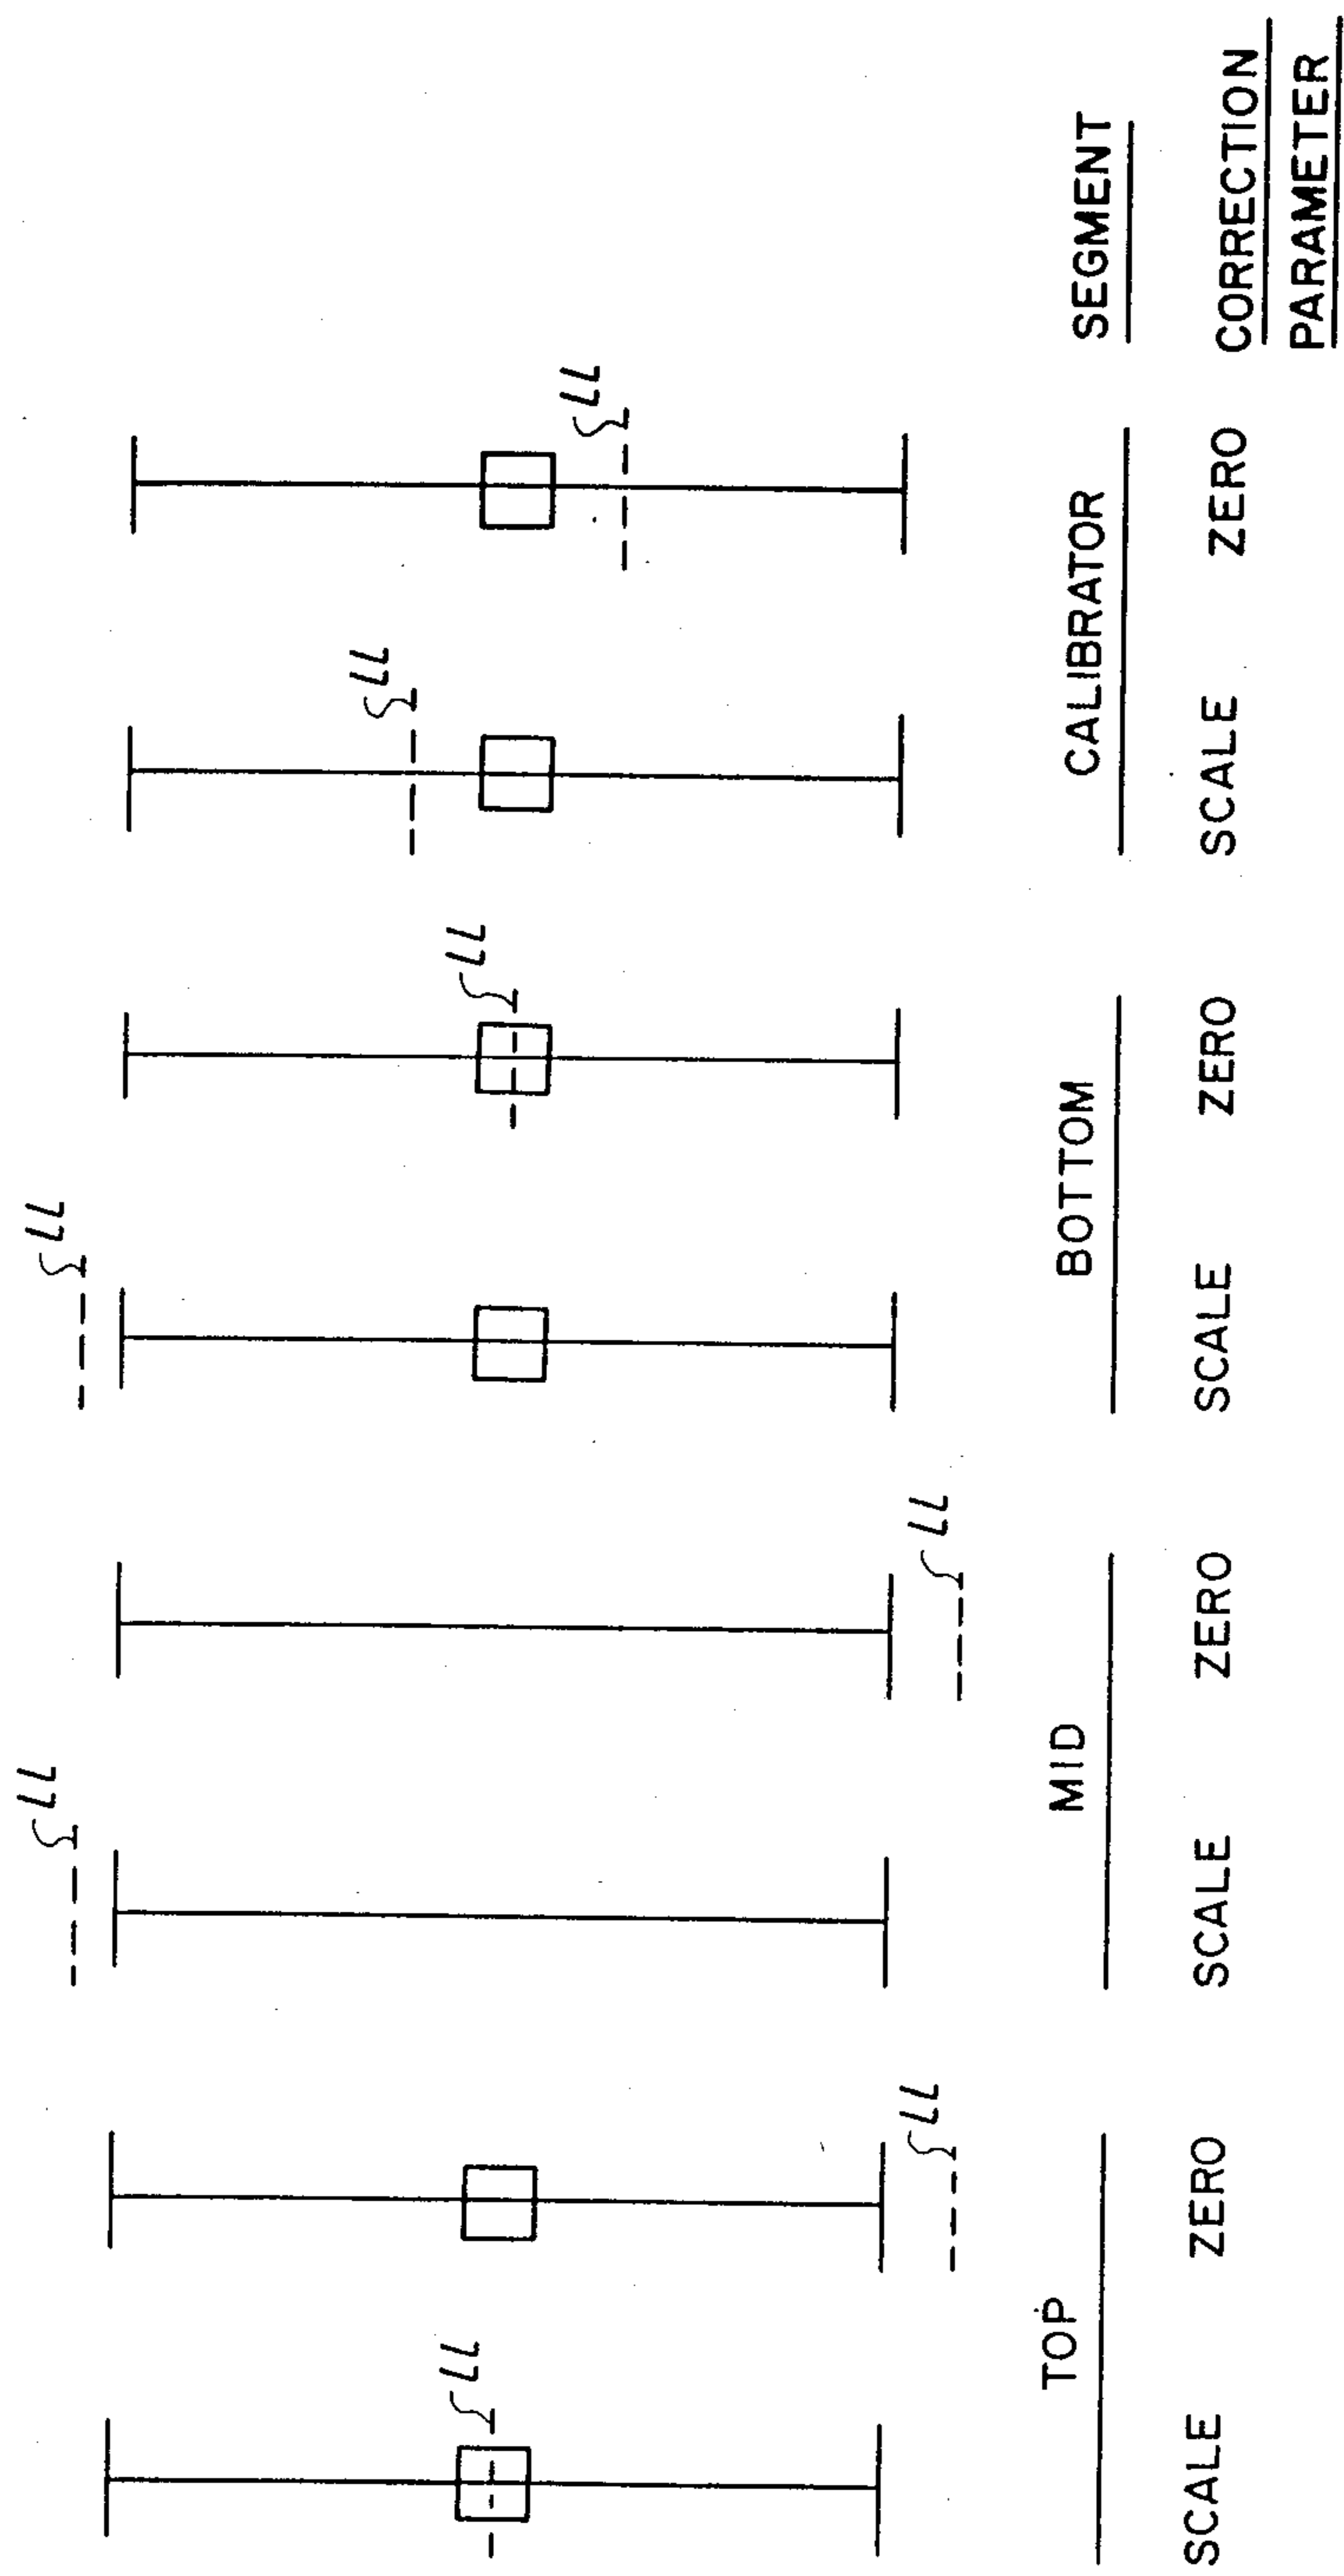 77 77
77
77 77
77
77 77
TOP MID BOTTOM CALIBRATOR SEGMENT
SCALE ZERO SCALE ZERO SCALE ZERO SCALE ZERO CORRECTION
PARAMETER